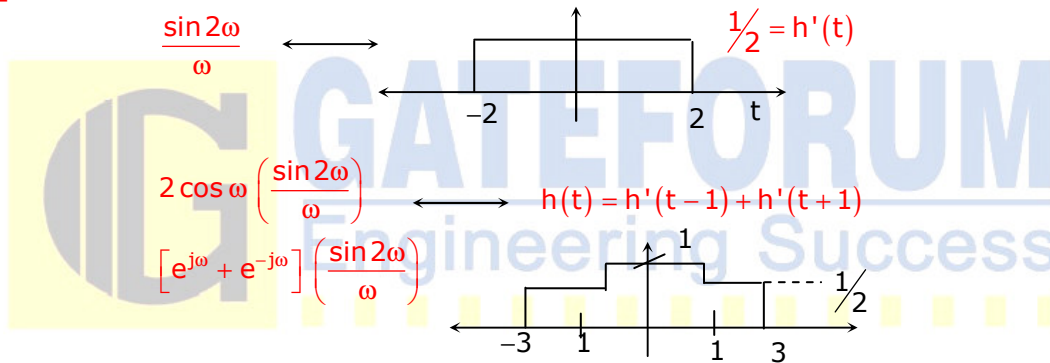 sin 2ω / ω ⟷ 1/2 = h'(t)
−2 2 t
GATEFORUM
2 cos ω (sin 2ω / ω) ⟷ h(t) = h'(t − 1) + h'(t + 1)
Engineering Success
[e^{jω} + e^{−jω}] (sin 2ω / ω)
1
1/2
−3 1 1 3